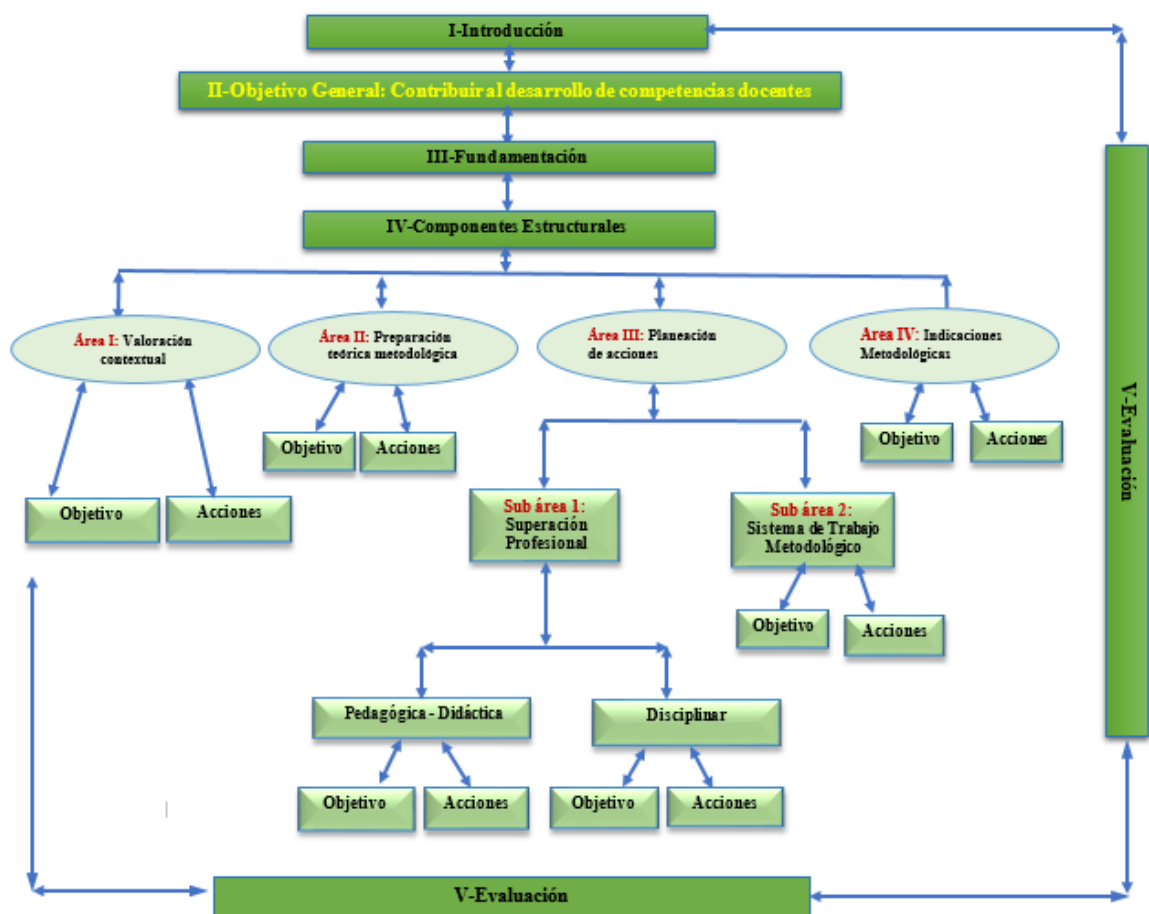 I-Introducción
II-Objetivo General: Contribuir al desarrollo de competencias docentes
III-Fundamentación
IV-Componentes Estructurales
Área I: Valoración
contextual
Área II: Preparación
teórica metodológica
Área III: Planeación
de acciones
Area IV: Indicaciones
Metodológicas
Objetivo
Acciones
Objetivo
Acciones
Objetivo
Acciones
Sub área 1:
Superación
Profesional
Sub área 2:
Sistema de Trabajo
Metodológico
Objetivo
Acciones
Pedagógica - Didáctica
Disciplinar
Objetivo
Acciones
Objetivo
Acciones
V-Evaluación
V-Evaluación